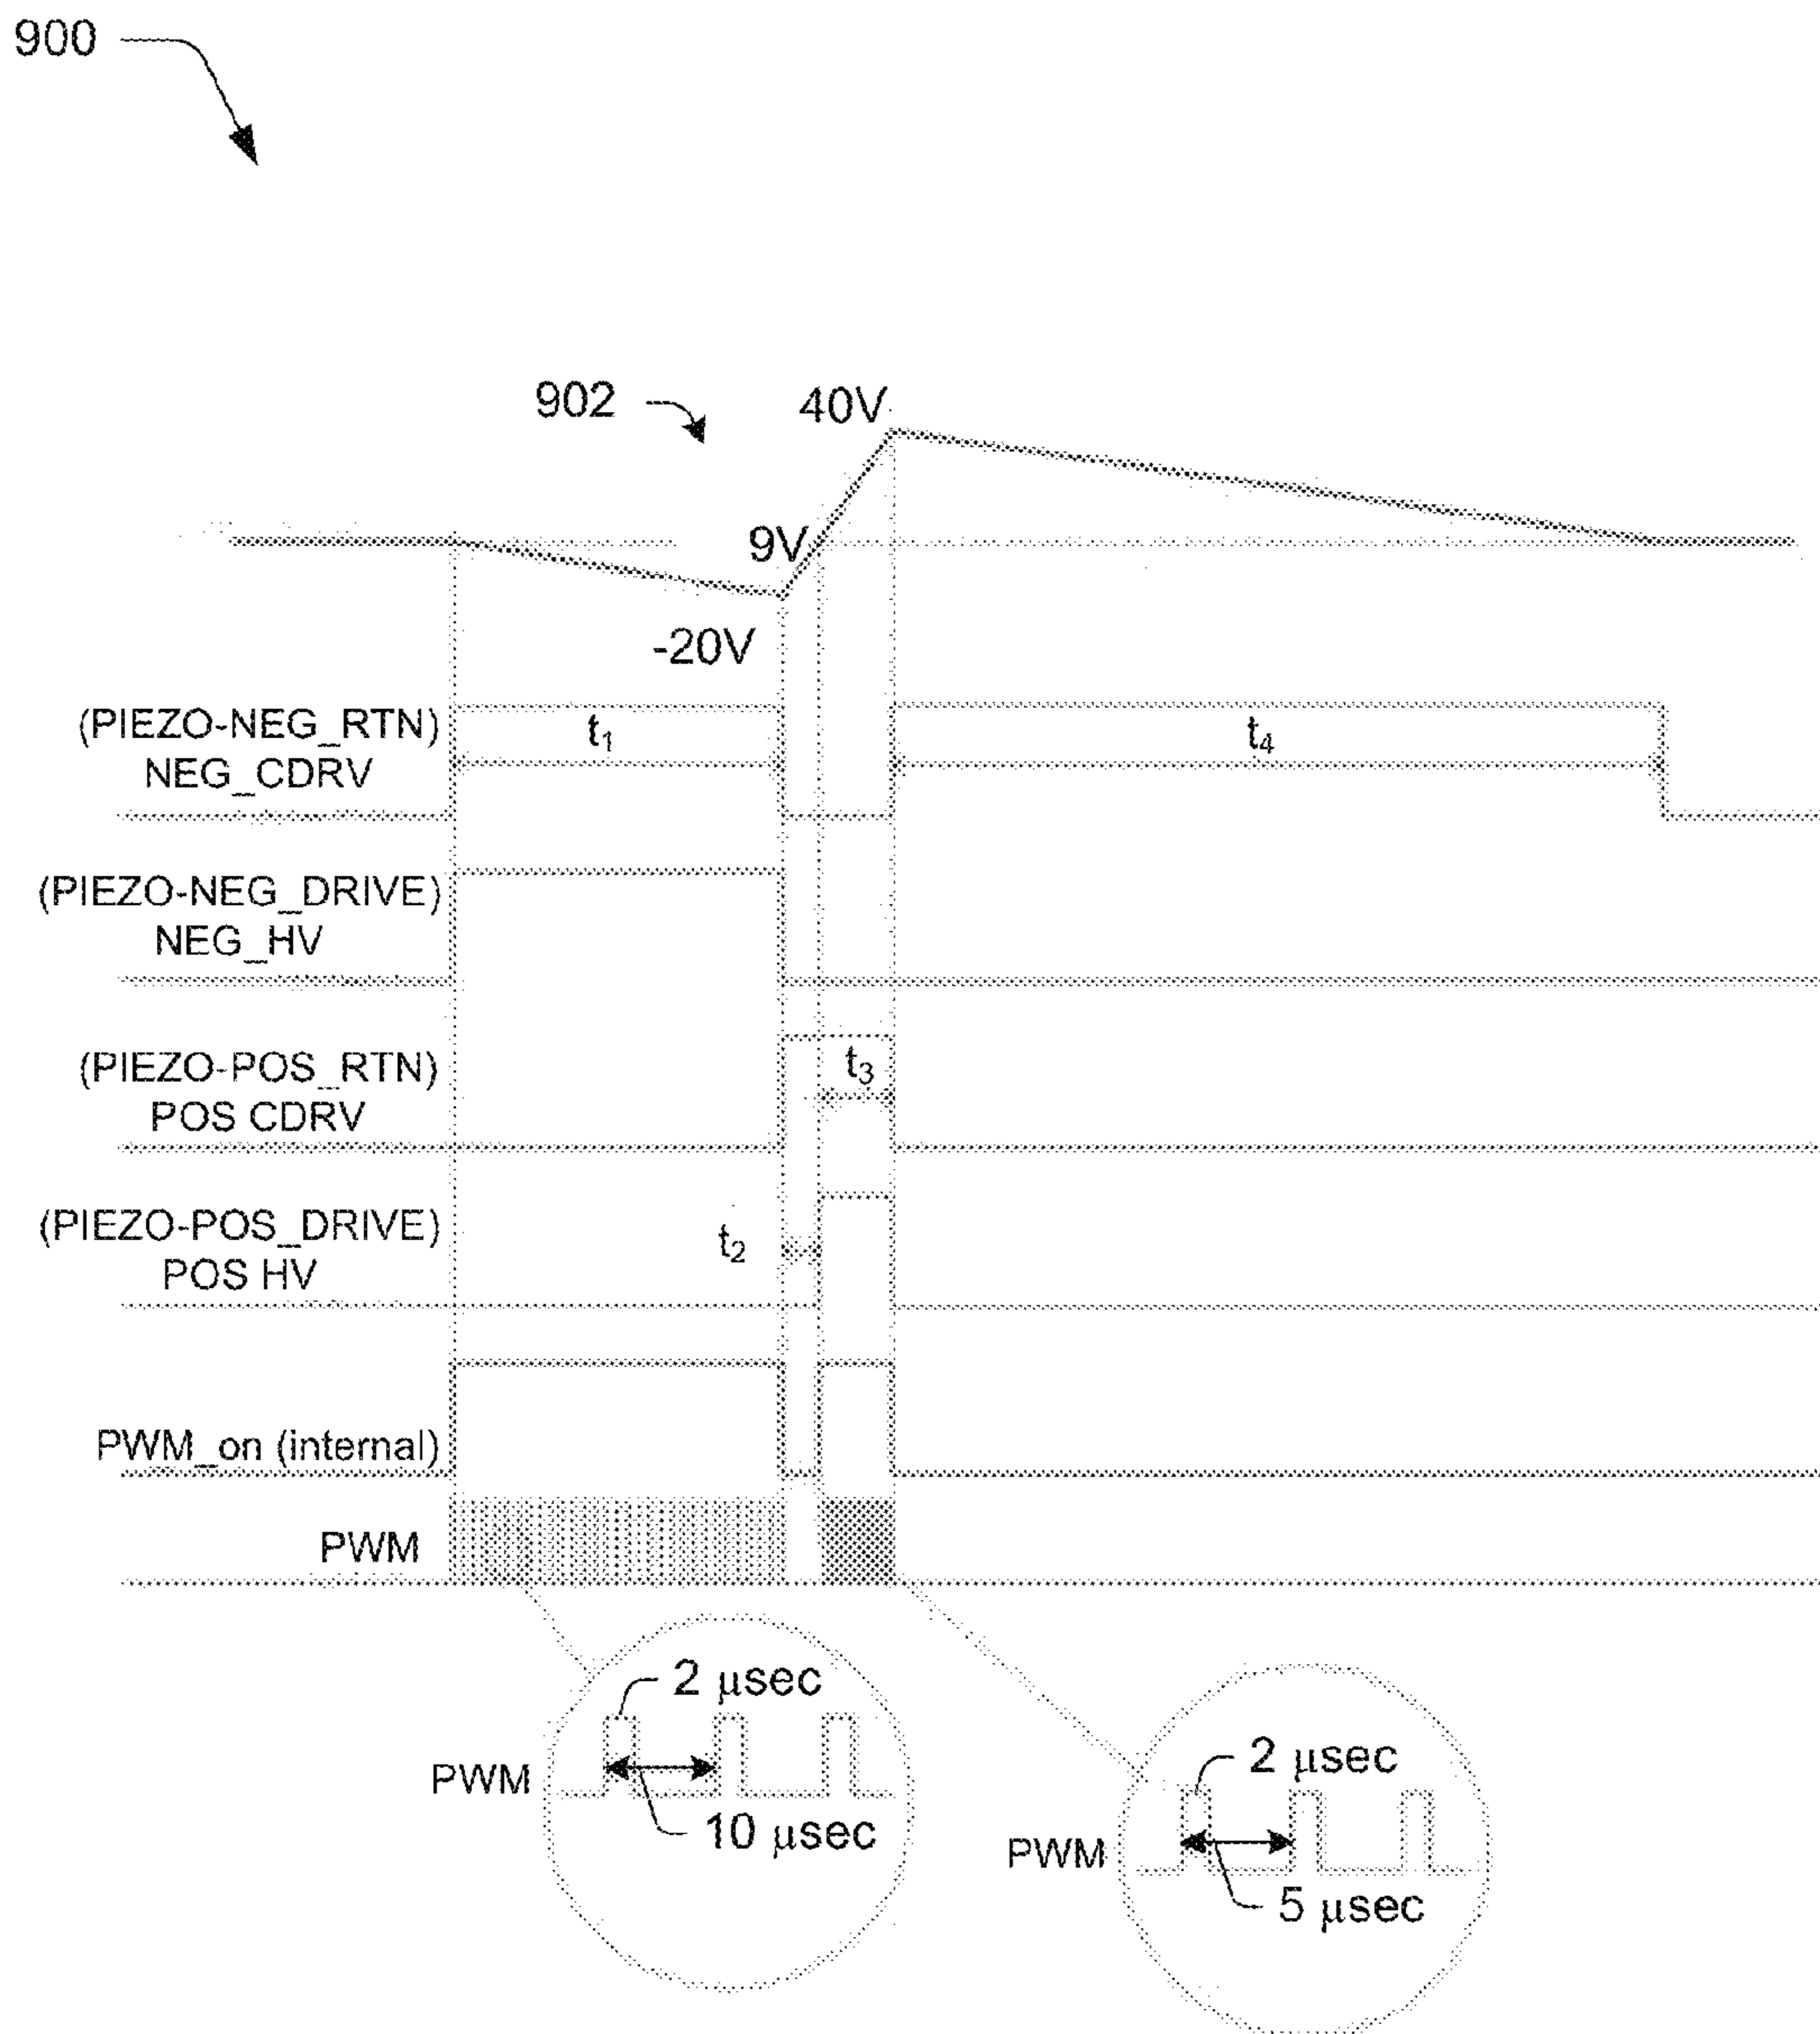 900
902
40V
9V
-20V
(PIEZO-NEG_RTN)
NEG_CDRV
t₁
t₄
(PIEZO-NEG_DRIVE)
NEG_HV
(PIEZO-POS_RTN)
POS CDRV
t₃
(PIEZO-POS_DRIVE)
POS HV
t₂
PWM_on (internal)
PWM
2 μsec
PWM
10 μsec
2 μsec
PWM
5 μsec